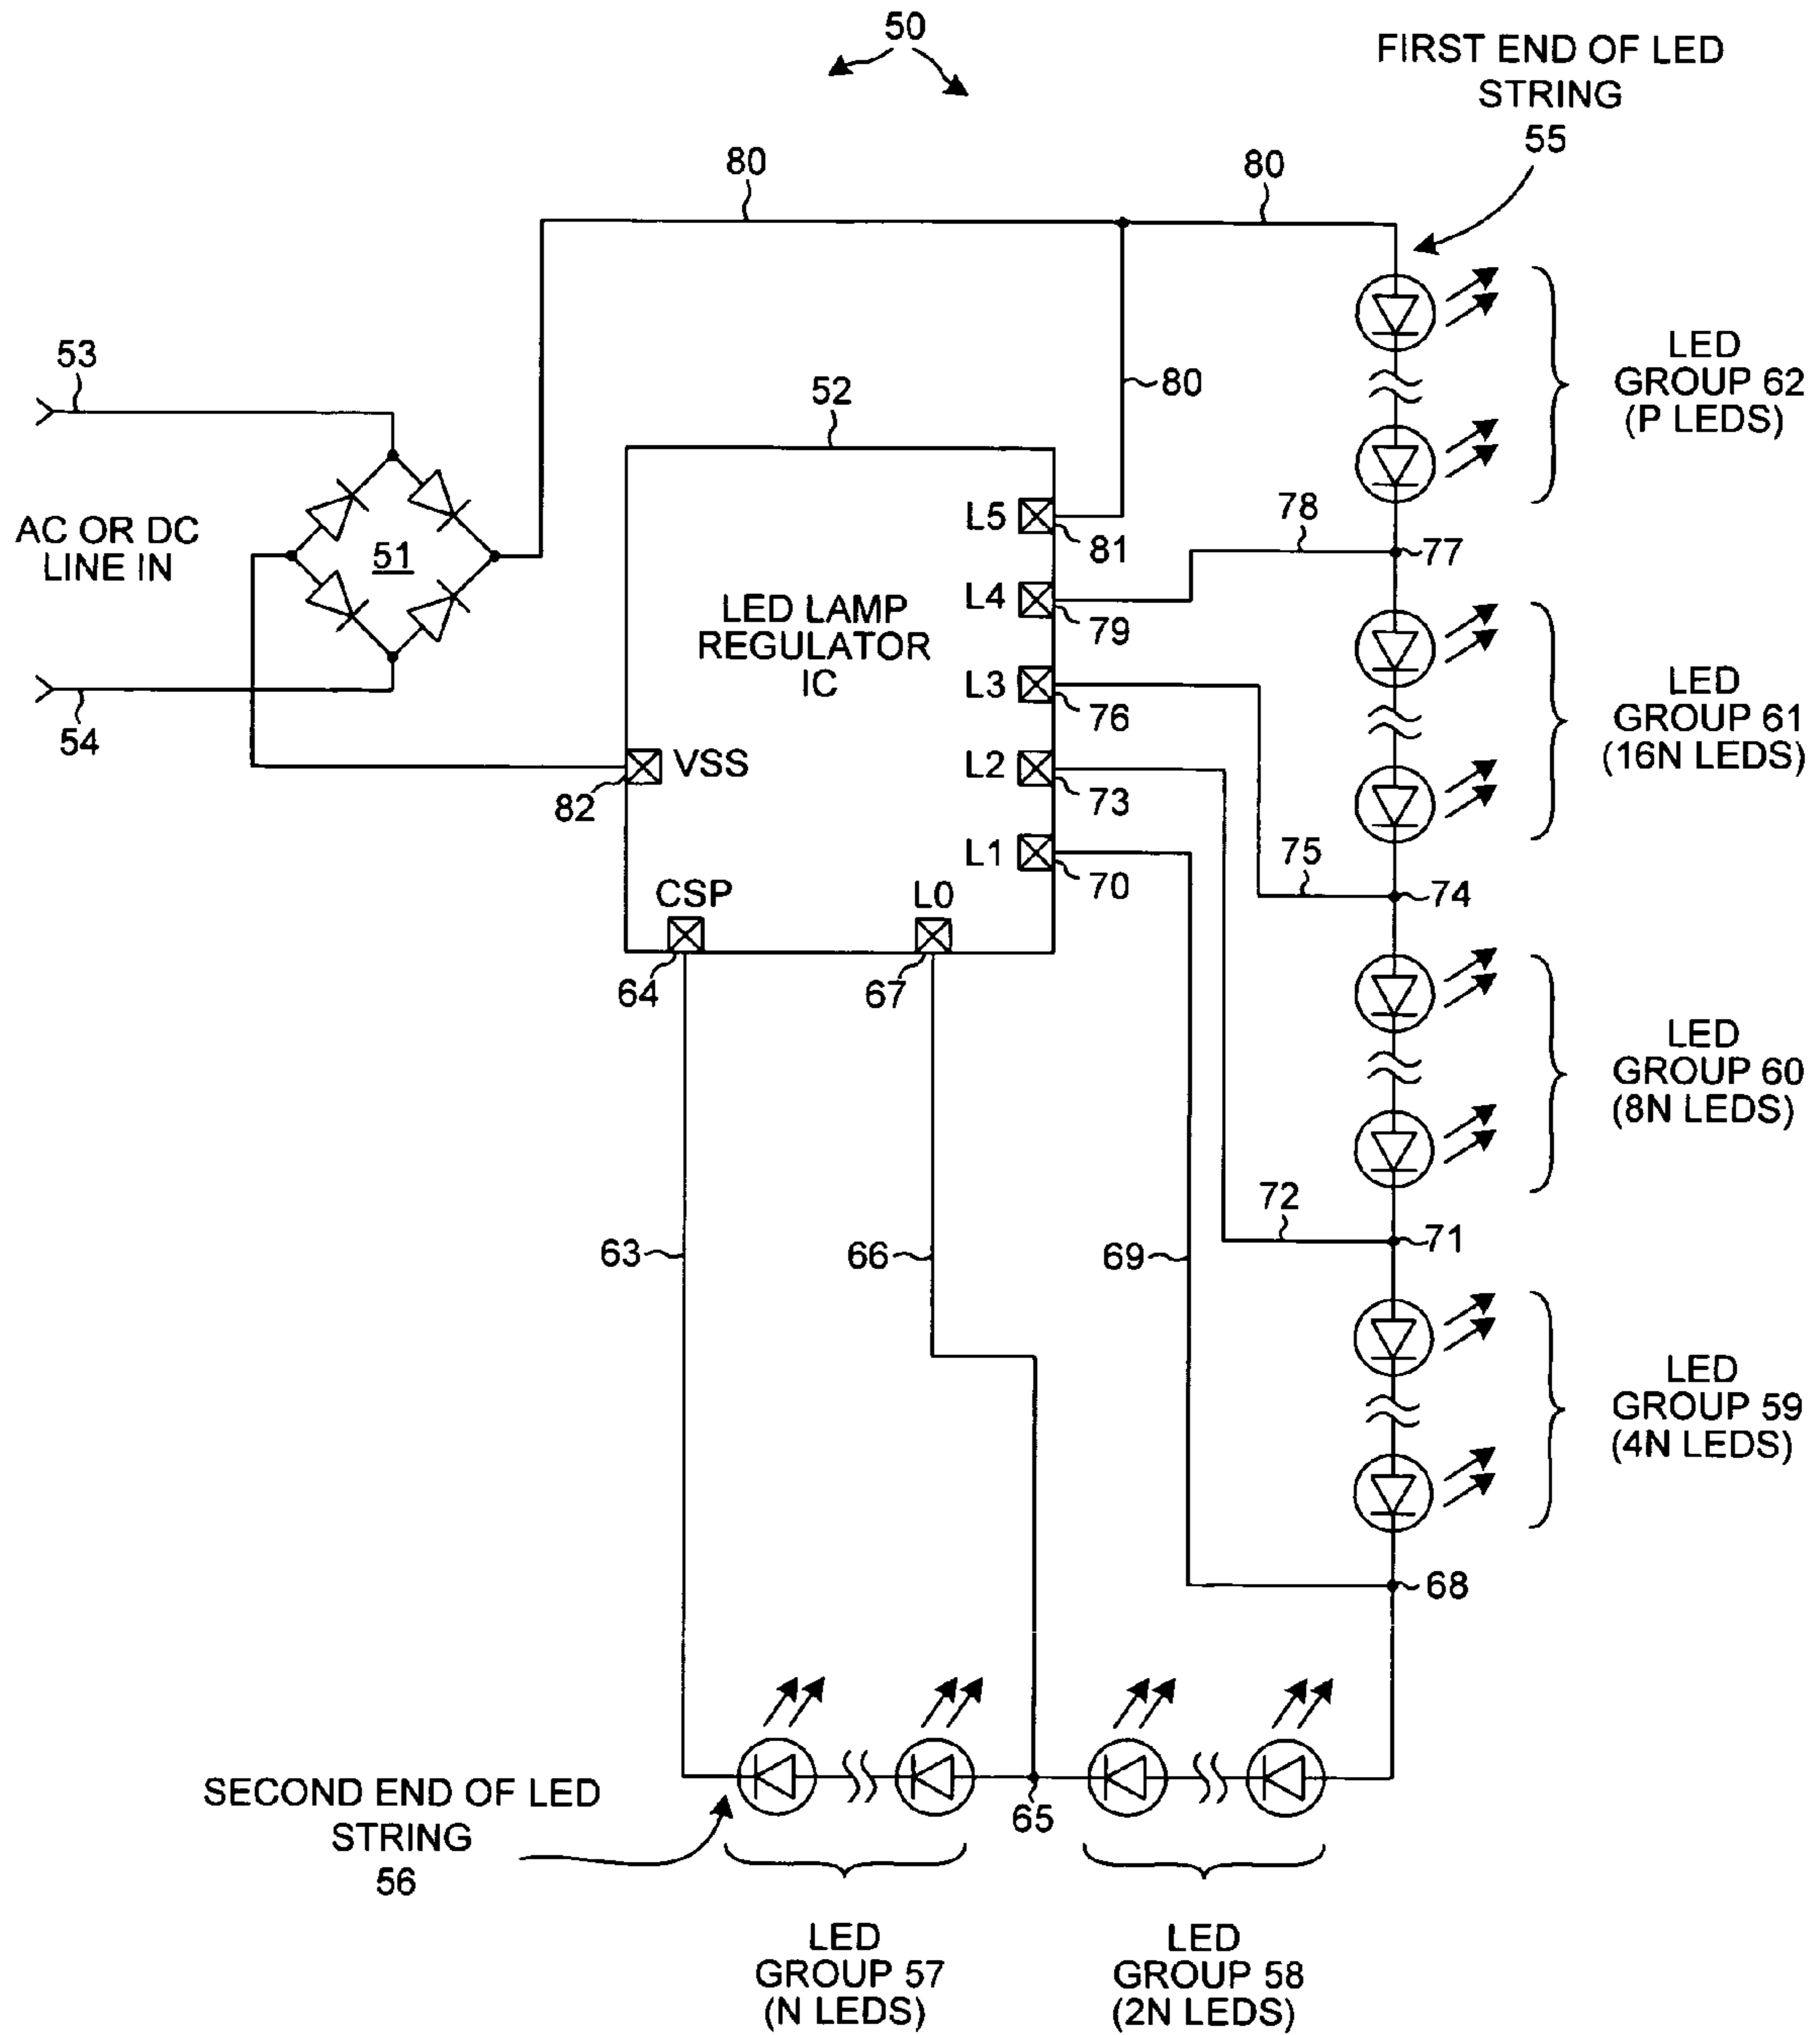 50
FIRST END OF LED
STRING
55
80
80
53
52
80
LED
GROUP 62
(P LEDS)
AC OR DC
LINE IN
51
L5
81
78
77
L4
79
LED LAMP
REGULATOR
IC
L3
76
LED
GROUP 61
(16N LEDS)
54
VSS
82
L2
73
L1
70
75
74
CSP
L0
64
67
LED
GROUP 60
(8N LEDS)
63
66
69
72
71
LED
GROUP 59
(4N LEDS)
68
SECOND END OF LED
STRING
56
65
LED
GROUP 57
(N LEDS)
LED
GROUP 58
(2N LEDS)